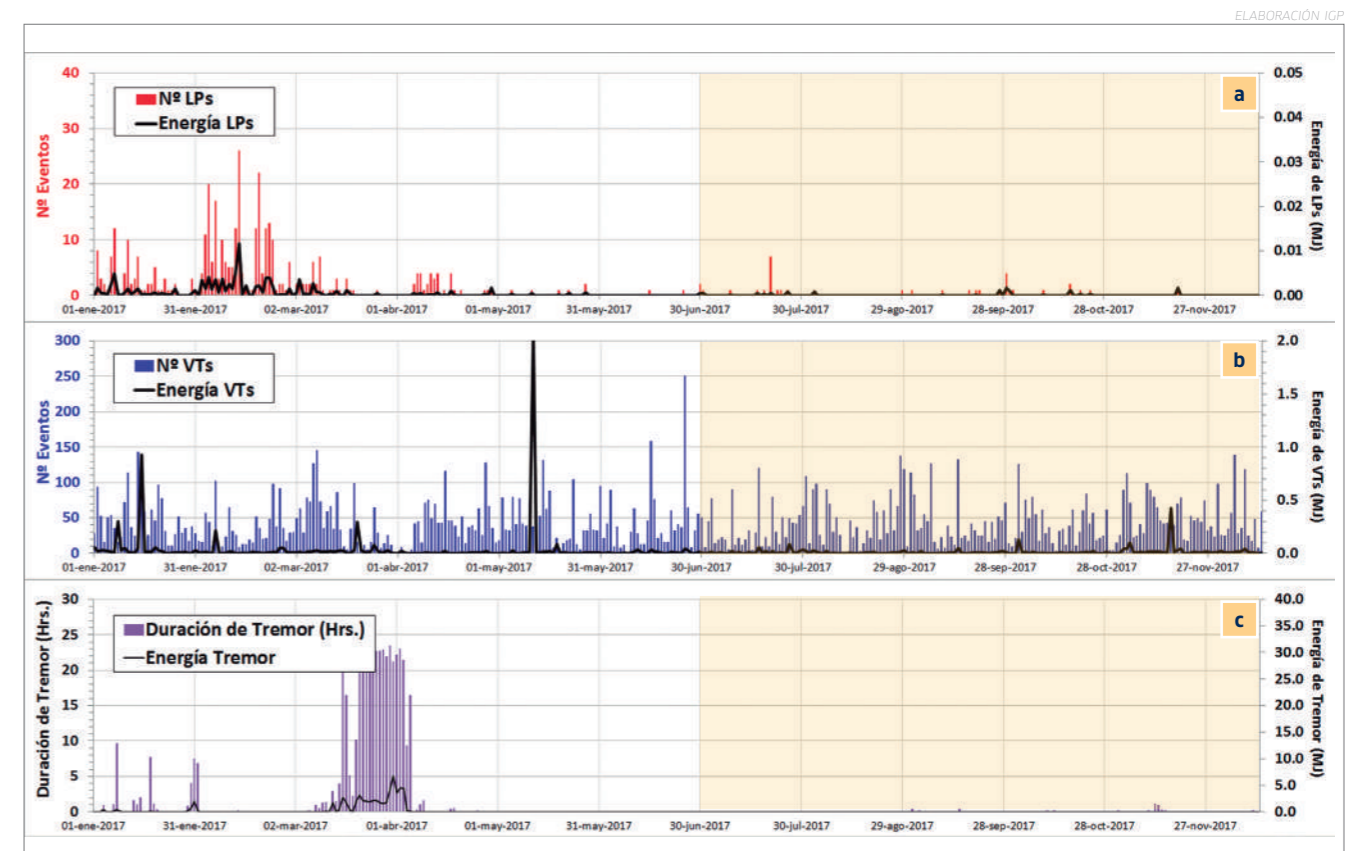 ELABORACIÓN IGP
a
Nº LPs
Energía LPs
Nº Eventos
40
30
20
10
0
Energía de LPs (MJ)
0.05
0.04
0.03
0.02
0.01
0.00
01-ene-2017 31-ene-2017 02-mar-2017 01-abr-2017 01-may-2017 31-may-2017 30-jun-2017 30-jul-2017 29-ago-2017 28-sep-2017 28-oct-2017 27-nov-2017
b
Nº VTs
Energía VTs
Nº Eventos
300
250
200
150
100
50
0
Energía de VTs (MJ)
2.0
1.5
1.0
0.5
0.0
01-ene-2017 31-ene-2017 02-mar-2017 01-abr-2017 01-may-2017 31-may-2017 30-jun-2017 30-jul-2017 29-ago-2017 28-sep-2017 28-oct-2017 27-nov-2017
c
Duración de Tremor (Hrs.)
Energía Tremor
Duración de Tremor (Hrs.)
30
25
20
15
10
5
0
Energía de Tremor (MJ)
40.0
35.0
30.0
25.0
20.0
15.0
10.0
5.0
0.0
01-ene-2017 31-ene-2017 02-mar-2017 01-abr-2017 01-may-2017 31-may-2017 30-jun-2017 30-jul-2017 29-ago-2017 28-sep-2017 28-oct-2017 27-nov-2017